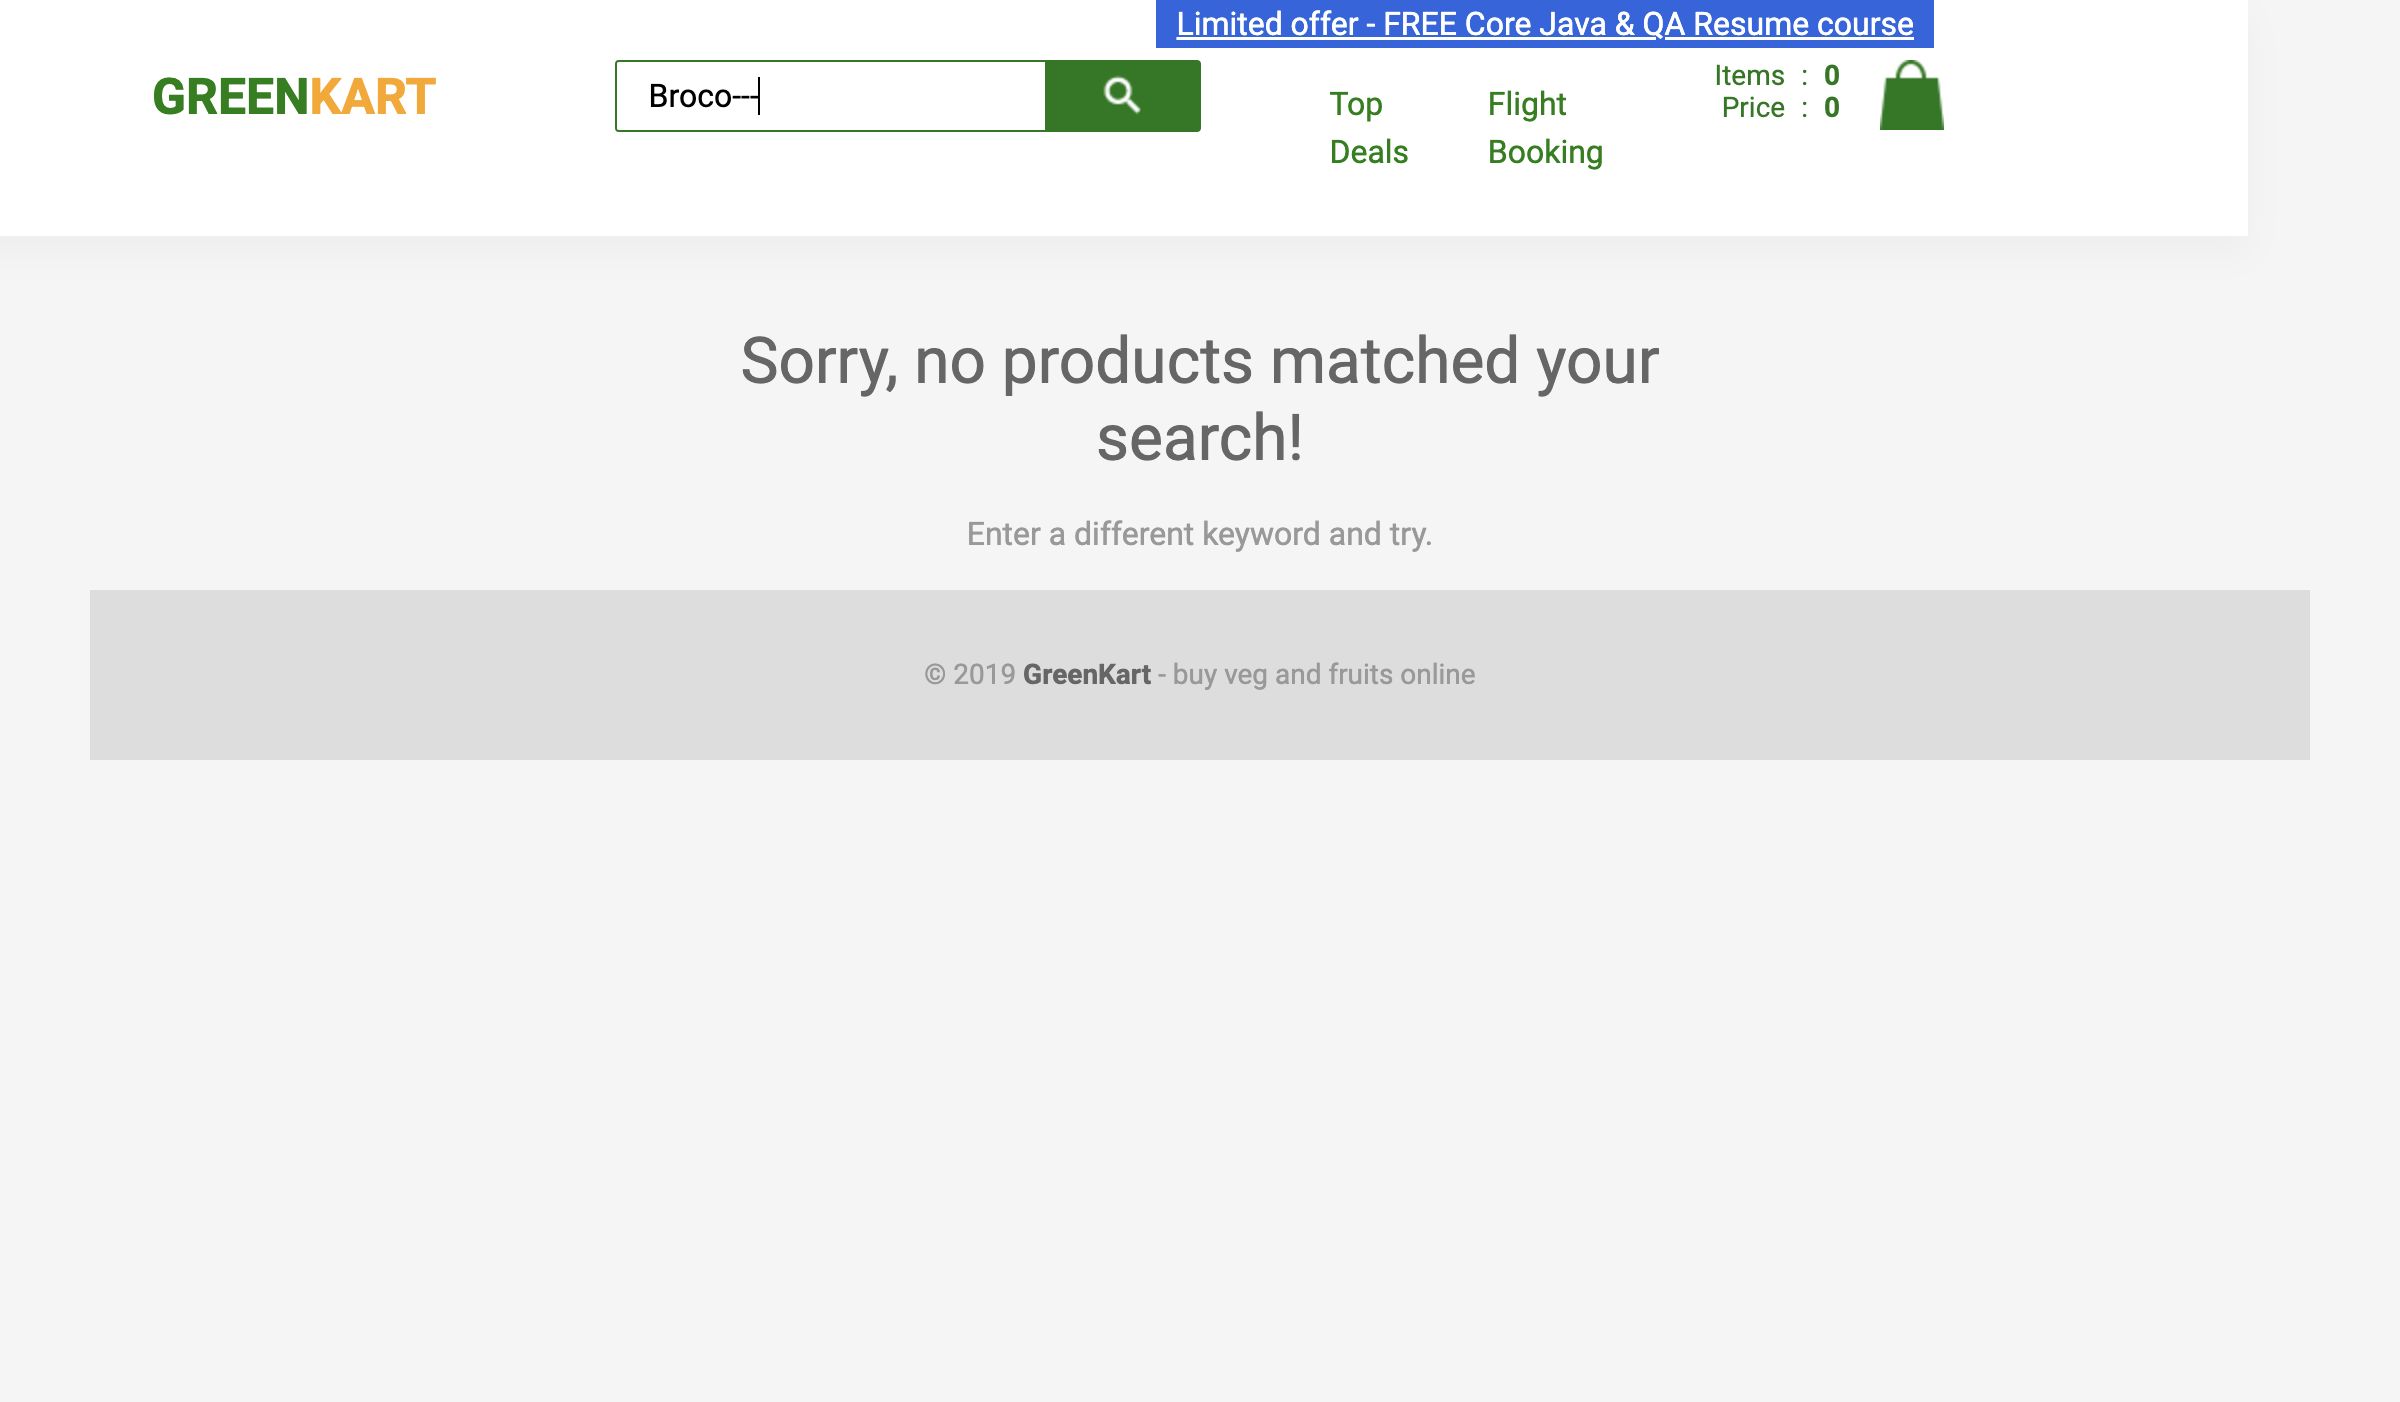 Limited offer - FREE Core Java & QA Resume course
GREENKART
Broco---
Top
Deals
Flight
Booking
Items : 0
Price : 0
Sorry, no products matched your
search!
Enter a different keyword and try.
© 2019 GreenKart - buy veg and fruits online